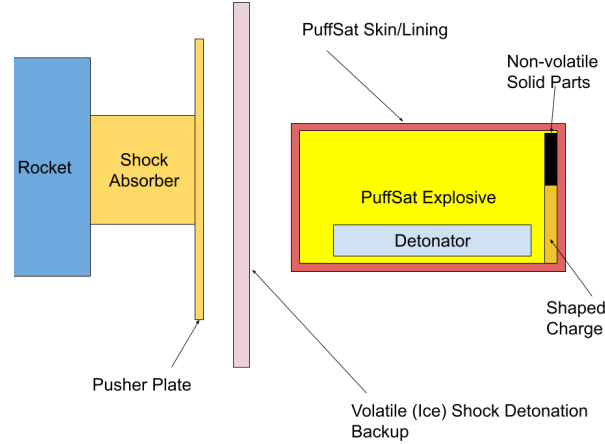 PuffSat Skin/Lining
Non-volatile
Solid Parts
Rocket
Shock
Absorber
PuffSat Explosive
Detonator
Shaped
Charge
Pusher Plate
Volatile (Ice) Shock Detonation
Backup